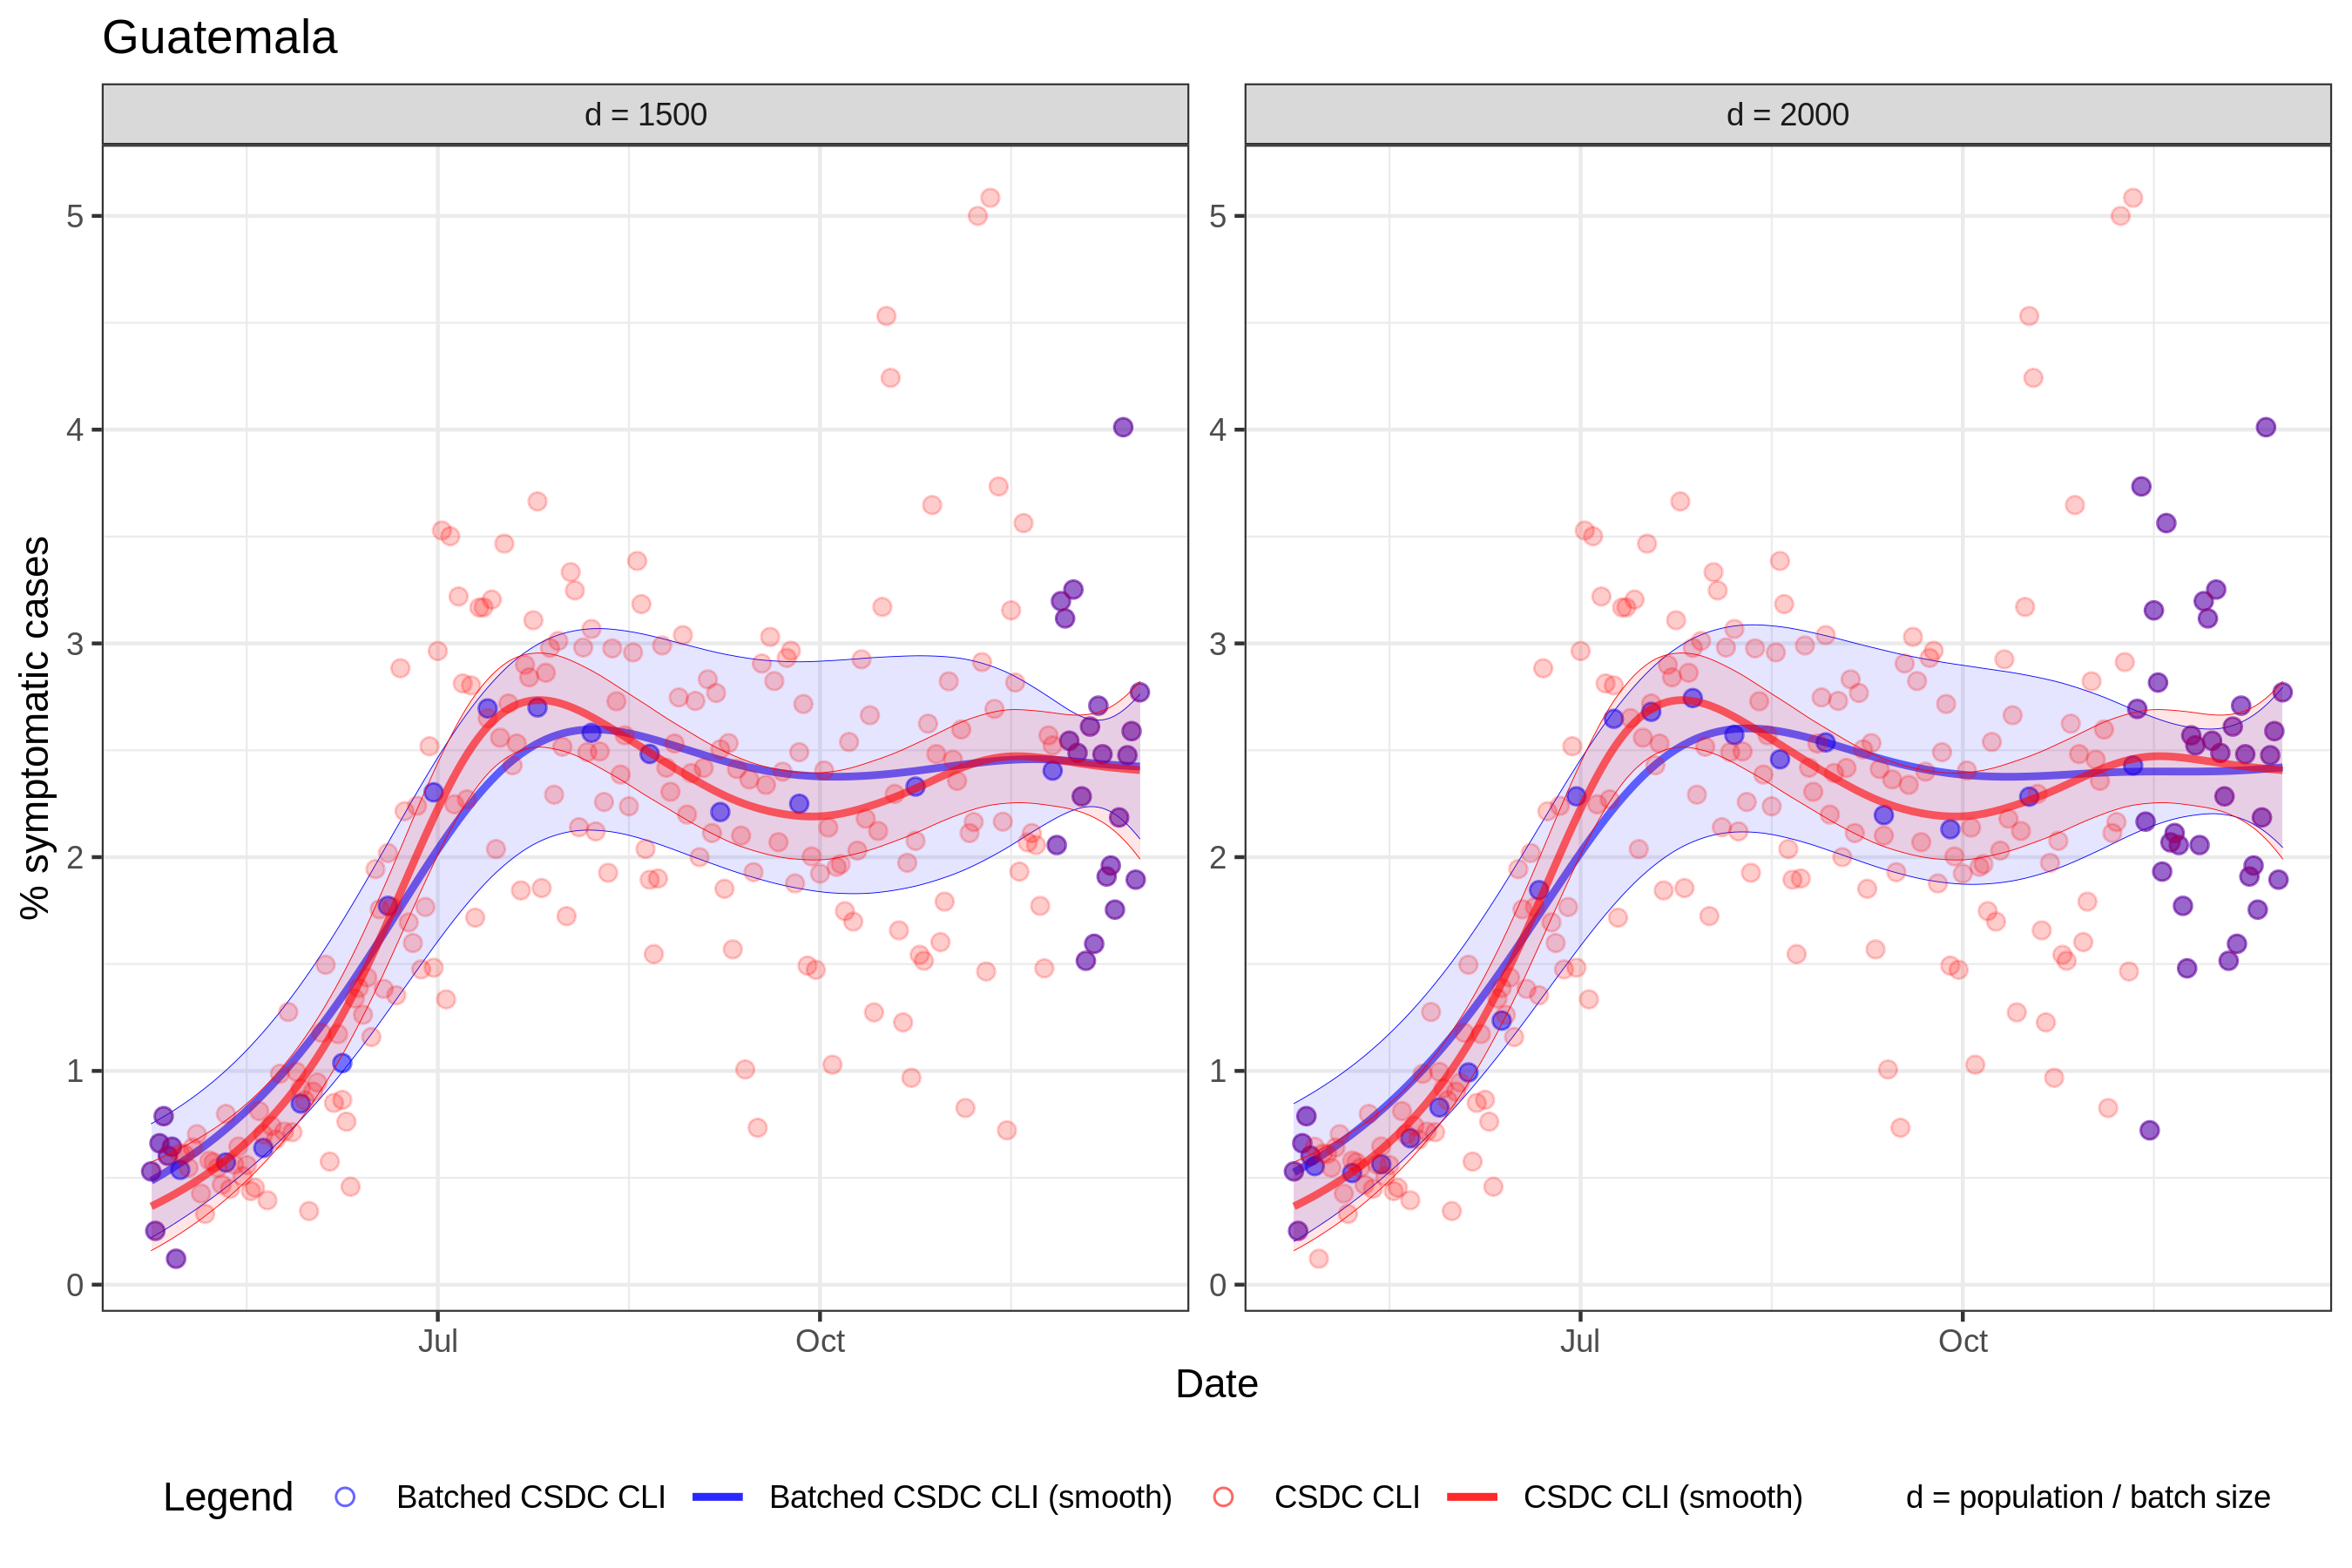 Guatemala
d = 1500
d = 2000
% symptomatic cases
5
4
3
2
1
0
5
4
3
2
1
0
Jul
Oct
Jul
Oct
Date
Legend
Batched CSDC CLI
Batched CSDC CLI (smooth)
CSDC CLI
CSDC CLI (smooth)
d = population / batch size